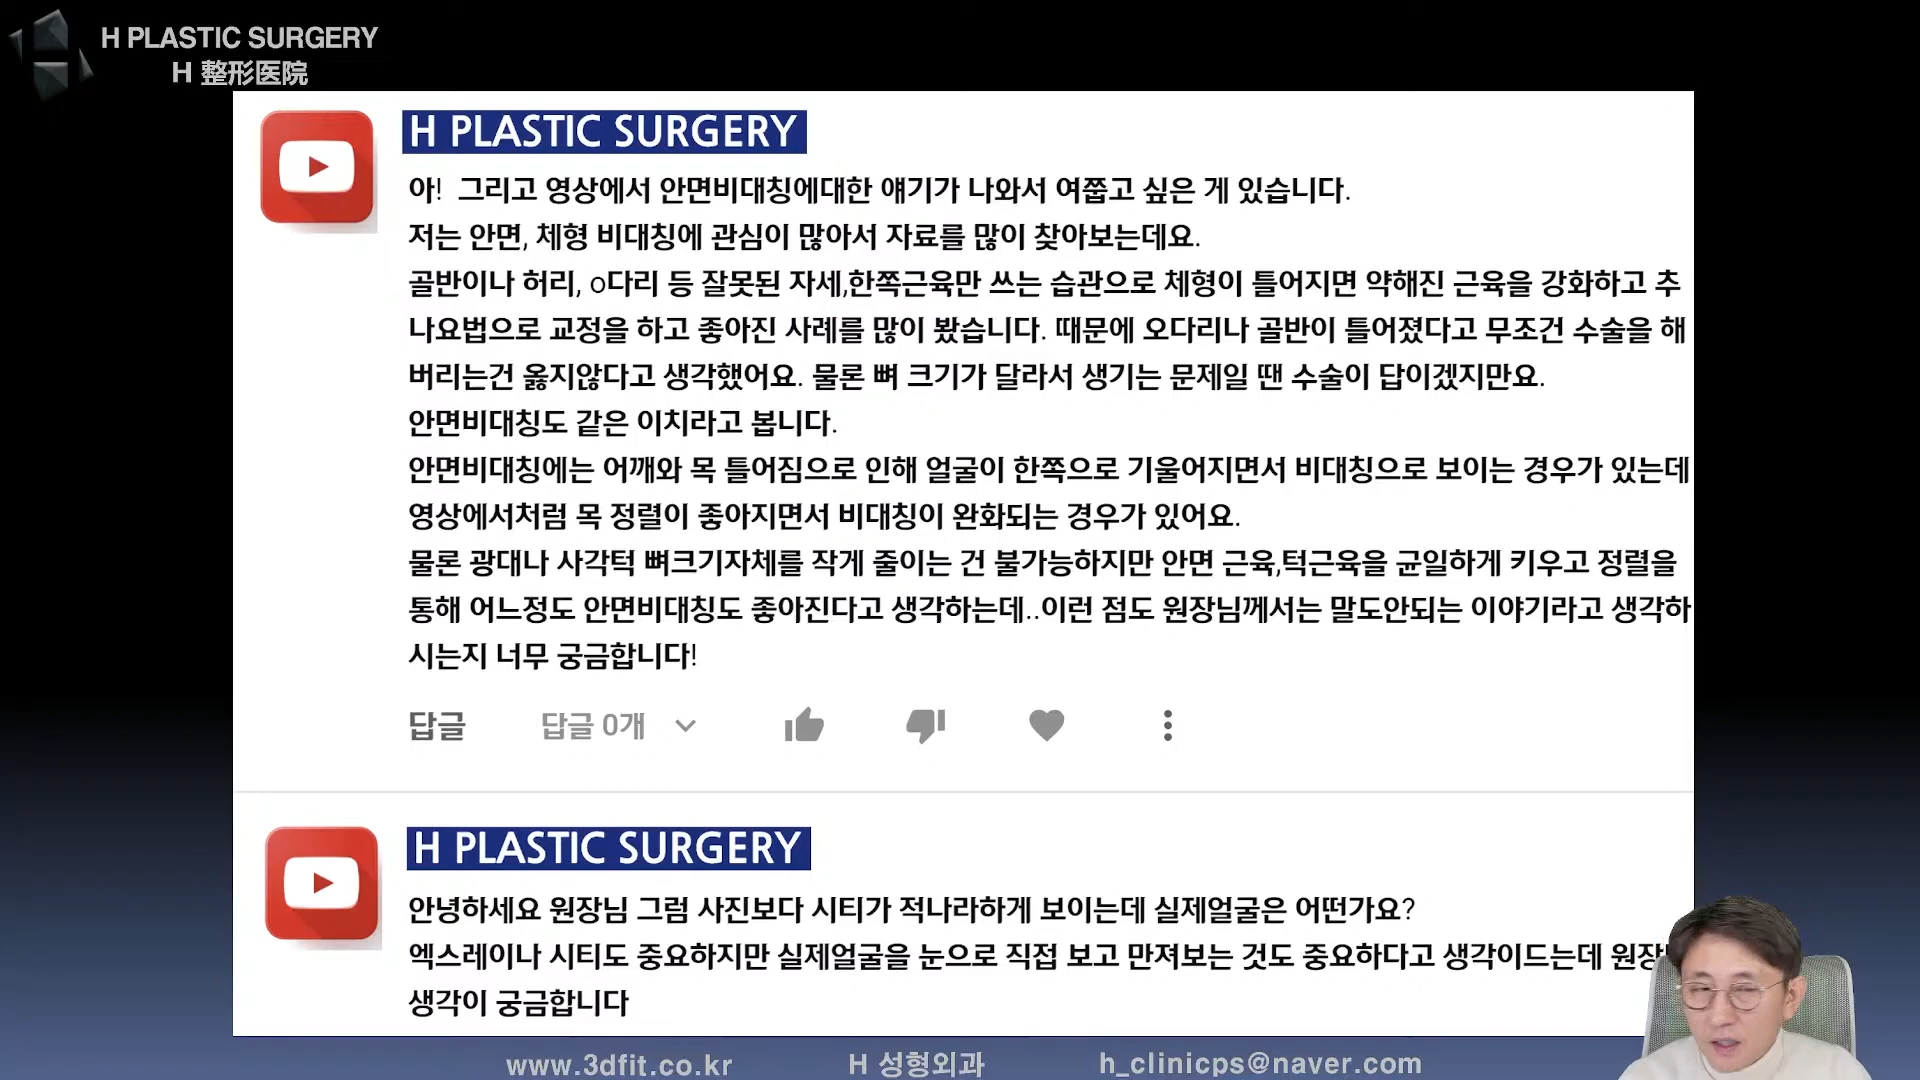 H PLASTIC SURGERY
H 整形医院
H PLASTIC SURGERY
아! 그리고 영상에서 안면비대칭에대한 얘기가 나와서 여쭙고 싶은 게 있습니다.
저는 안면, 체형 비대칭에 관심이 많아서 자료를 많이 찾아보는데요.
골반이나 허리, o다리 등 잘못된 자세,한쪽근육만 쓰는 습관으로 체형이 틀어지면 약해진 근육을 강화하고 추
나요법으로 교정을 하고 좋아진 사례를 많이 봤습니다. 때문에 오다리나 골반이 틀어졌다고 무조건 수술을 해
버리는건 옳지않다고 생각했어요. 물론 뼈 크기가 달라서 생기는 문제일 땐 수술이 답이겠지만요.
안면비대칭도 같은 이치라고 봅니다.
안면비대칭에는 어깨와 목 틀어짐으로 인해 얼굴이 한쪽으로 기울어지면서 비대칭으로 보이는 경우가 있는데
영상에서처럼 목 정렬이 좋아지면서 비대칭이 완화되는 경우가 있어요.
물론 광대나 사각턱 뼈크기자체를 작게 줄이는 건 불가능하지만 안면 근육,턱근육을 균일하게 키우고 정렬을
통해 어느정도 안면비대칭도 좋아진다고 생각하는데..이런 점도 원장님께서는 말도안되는 이야기라고 생각하
시는지 너무 궁금합니다!
답글 답글 0개
H PLASTIC SURGERY
안녕하세요 원장님 그럼 사진보다 시티가 적나라하게 보이는데 실제얼굴은 어떤가요?
엑스레이나 시티도 중요하지만 실제얼굴을 눈으로 직접 보고 만져보는 것도 중요하다고 생각이드는데
생각이 궁금합니다
www.3dfit.co.kr H 성형외과 h_clinicps@naver.com